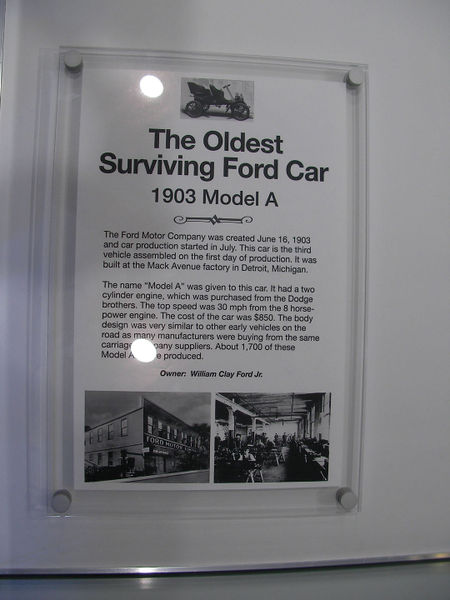 The Oldest
Surviving Ford Car
1903 Model A
The Ford Motor Company was created June 16, 1903
and car production started in July. This car is the third
vehicle assembled on the first day of production. It was
built at the Mack Avenue factory in Detroit, Michigan.
The name “Model A” was given to this car. It had a two
cylinder engine, which was purchased from the Dodge
brothers. The top speed was 30 mph from the 8 horse-
power engine. The cost of the car was $850. The body
design was very similar to other early vehicles on the
road as many manufacturers were buying from the same
carriage company suppliers. About 1,700 of these
Model A produced.
Owner: William Clay Ford Jr.
FORD MOTOR